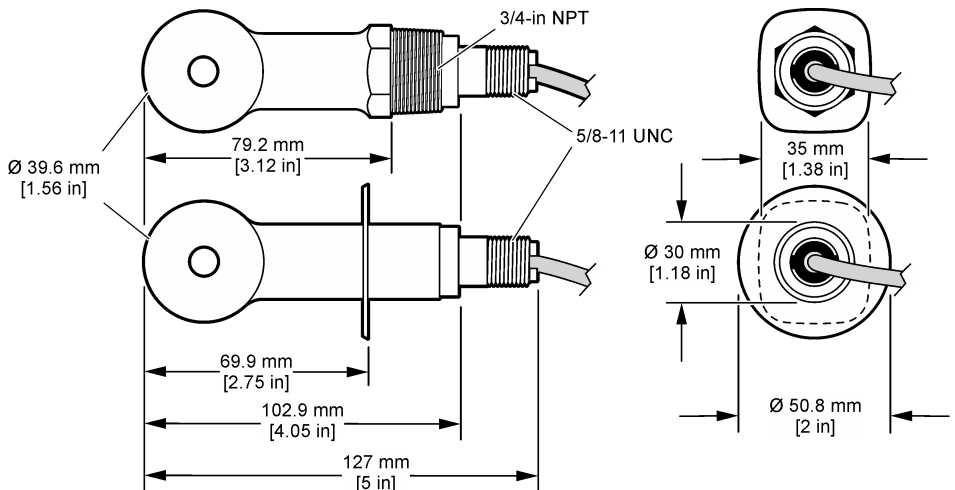 3/4-in NPT
5/8-11 UNC
79.2 mm
[3.12 in]
Ø 39.6 mm
[1.56 in]
35 mm
[1.38 in]
Ø 30 mm
[1.18 in]
69.9 mm
[2.75 in]
102.9 mm
[4.05 in]
Ø 50.8 mm
[2 in]
127 mm
[5 in]